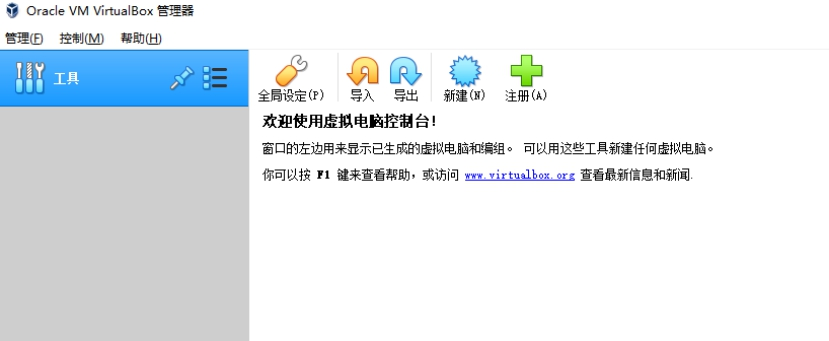 Oracle VM VirtualBox 管理器
管理(F) 控制(M) 帮助(H)
工具
全局设定(P) 导入 导出 新建(N) 注册(A)
欢迎使用虚拟电脑控制台!
窗口的左边用来显示已生成的虚拟电脑和编组。 可以用这些工具新建任何虚拟电脑。
你可以按 F1 键来查看帮助，或访问 www.virtualbox.org 查看最新信息和新闻.